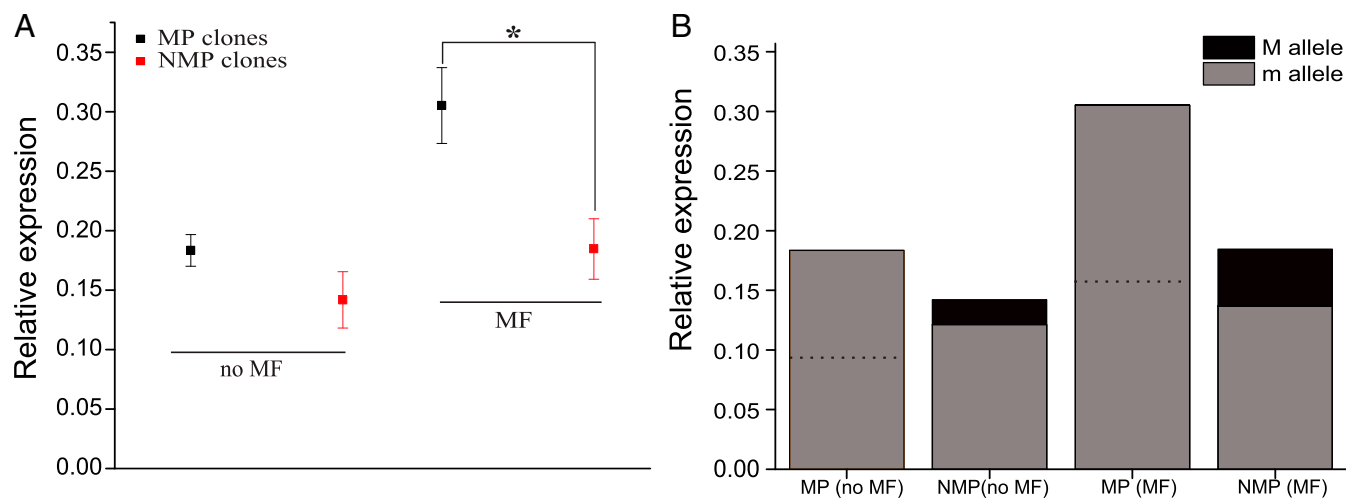 A
MP clones
NMP clones
*
0.35
0.30
0.25
0.20
0.15
0.10
0.05
0.00
Relative expression
no MF
MF
B
M allele
m allele
0.35
0.30
0.25
0.20
0.15
0.10
0.05
0.00
Relative expression
MP (no MF)
NMP(no MF)
MP (MF)
NMP (MF)